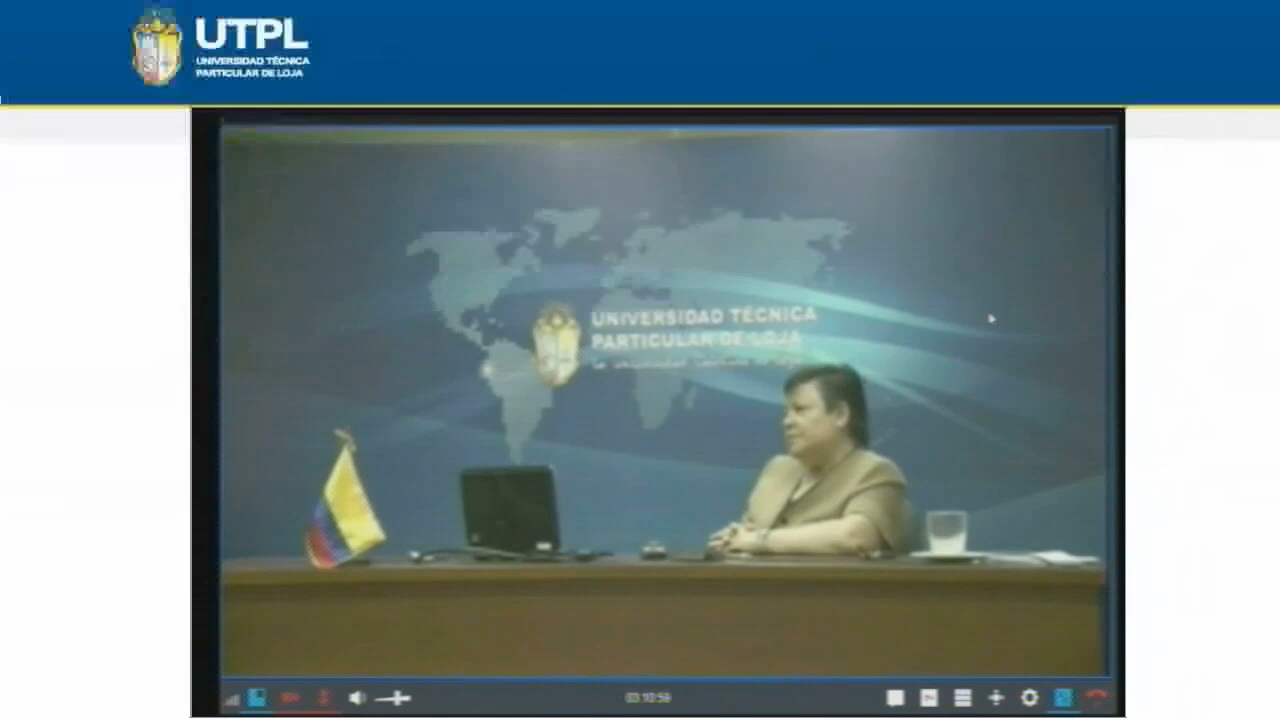 UTPL
UNIVERSIDAD TÉCNICA
PARTICULAR DE LOJA
UNIVERSIDAD TÉCNICA
PARTICULAR DE LOJA
03:10:56